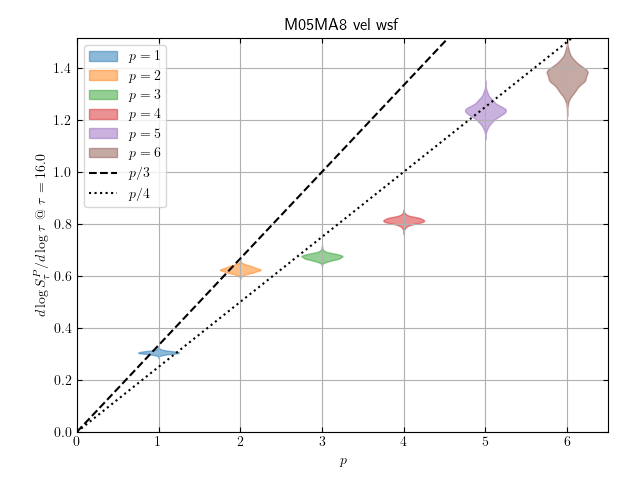 M05MA8 vel wsf
d log S_τ^P / d log τ @ τ = 16.0
1.4
1.2
1.0
0.8
0.6
0.4
0.2
0.0
p = 1
p = 2
p = 3
p = 4
p = 5
p = 6
p/3
p/4
0 1 2 3 4 5 6
p